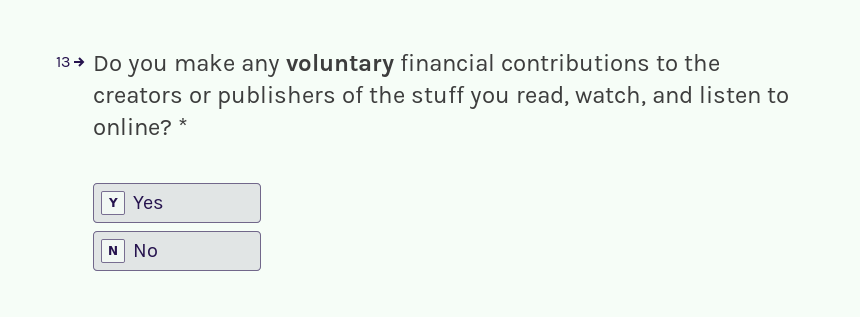 13→ Do you make any voluntary financial contributions to the
creators or publishers of the stuff you read, watch, and listen to
online? *
Y Yes
N No